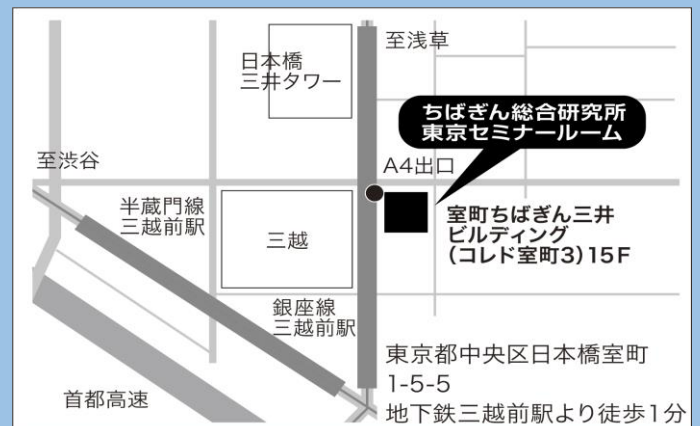 至浅草
日本橋
三井タワー
ちばぎん総合研究所
東京セミナールーム
至渋谷
A4出口
半蔵門線
三越前駅
三越
室町ちばぎん三井
ビルディング
(コレド室町3)15F
銀座線
三越前駅
首都高速
東京都中央区日本橋室町
1-5-5
地下鉄三越前駅より徒歩1分